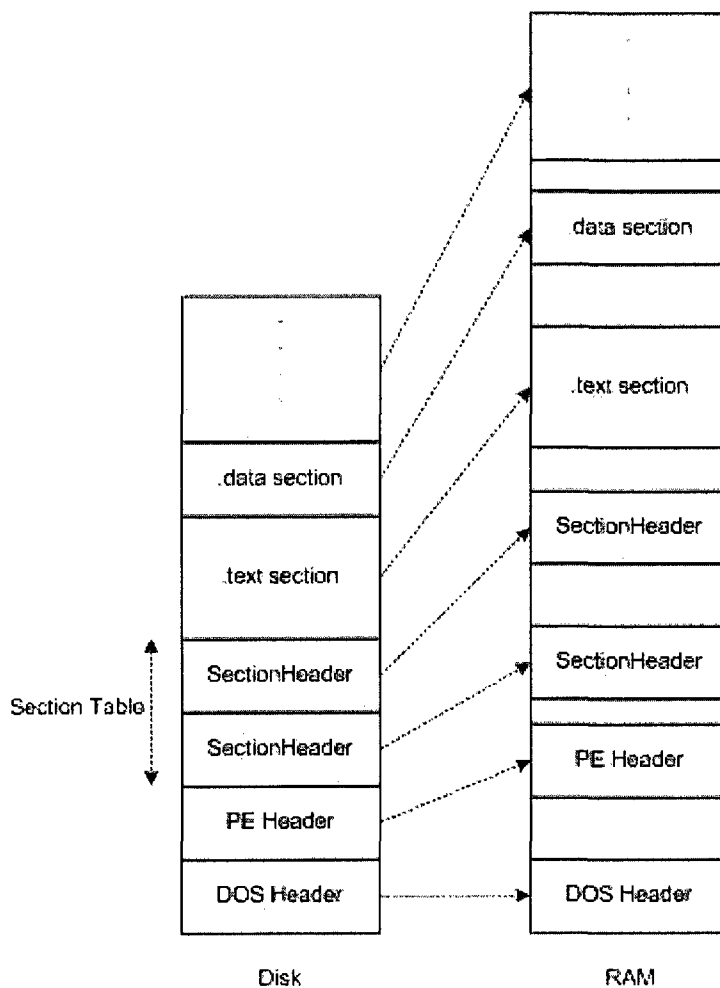 .data section
.text section
SectionHeader
SectionHeader
PE Header
DOS Header
Section Table
Disk
.data section
.text section
SectionHeader
SectionHeader
PE Header
DOS Header
RAM